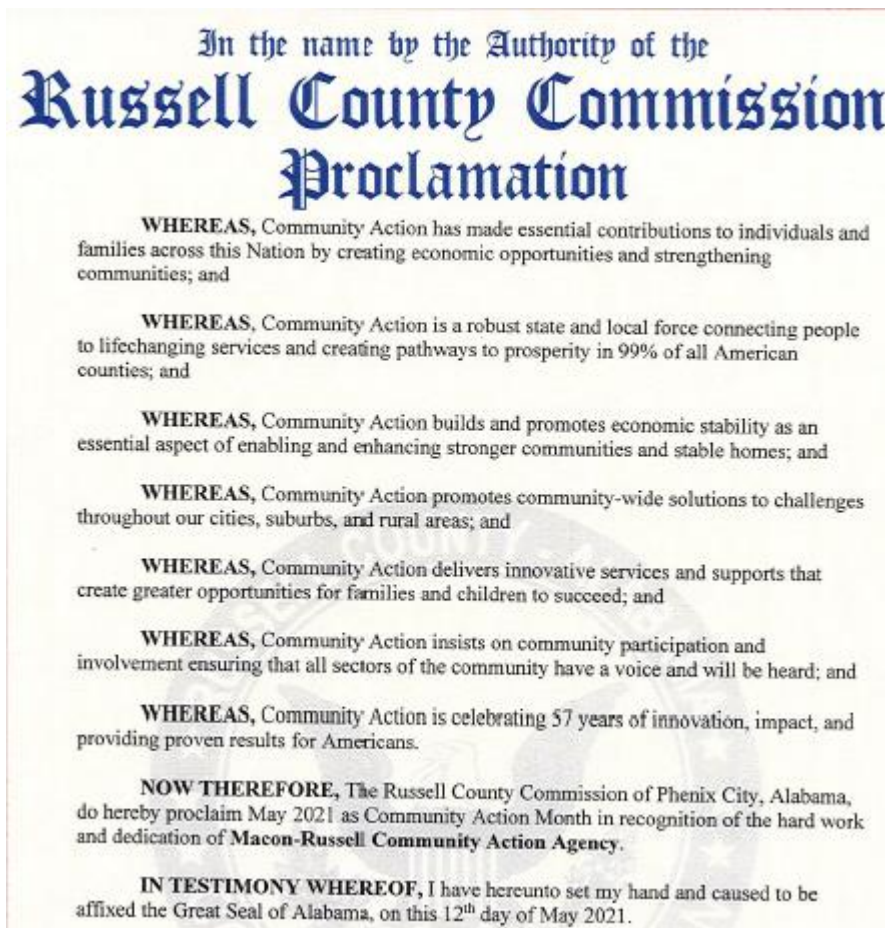 In the name by the Authority of the
Russell County Commission
Proclamation
WHEREAS, Community Action has made essential contributions to individuals and
families across this Nation by creating economic opportunities and strengthening
communities; and
WHEREAS, Community Action is a robust state and local force connecting people
to lifechanging services and creating pathways to prosperity in 99% of all American
counties; and
WHEREAS, Community Action builds and promotes economic stability as an
essential aspect of enabling and enhancing stronger communities and stable homes; and
WHEREAS, Community Action promotes community-wide solutions to challenges
throughout our cities, suburbs, and rural areas; and
WHEREAS, Community Action delivers innovative services and supports that
create greater opportunities for families and children to succeed; and
WHEREAS, Community Action insists on community participation and
involvement ensuring that all sectors of the community have a voice and will be heard; and
WHEREAS, Community Action is celebrating 57 years of innovation, impact, and
providing proven results for Americans.
NOW THEREFORE, The Russell County Commission of Phenix City, Alabama,
do hereby proclaim May 2021 as Community Action Month in recognition of the hard work
and dedication of Macon-Russell Community Action Agency.
IN TESTIMONY WHEREOF, I have hereunto set my hand and caused to be
affixed the Great Seal of Alabama, on this 12th day of May 2021.